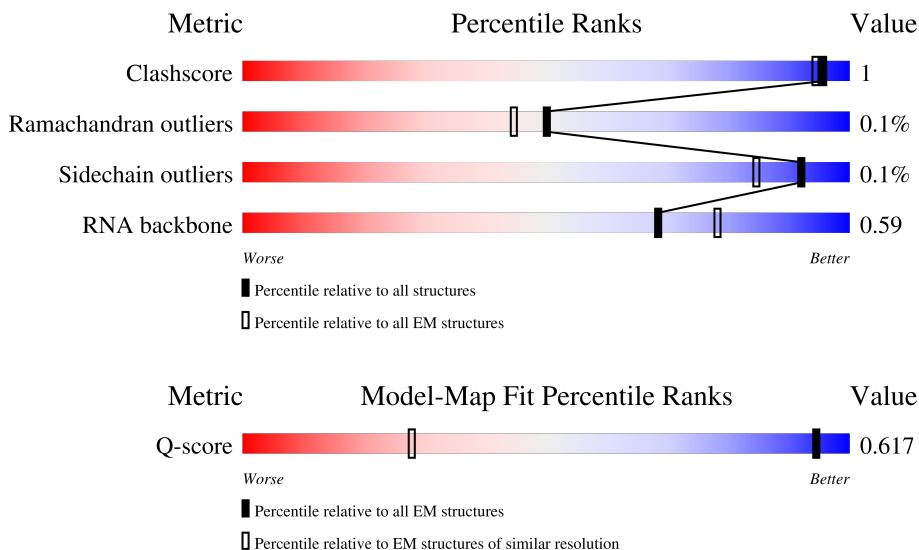 Metric Percentile Ranks Value
Clashscore 1
Ramachandran outliers 0.1%
Sidechain outliers 0.1%
RNA backbone 0.59
Worse Better
Percentile relative to all structures
Percentile relative to all EM structures
Metric Model-Map Fit Percentile Ranks Value
Q-score 0.617
Worse Better
Percentile relative to all EM structures
Percentile relative to EM structures of similar resolution